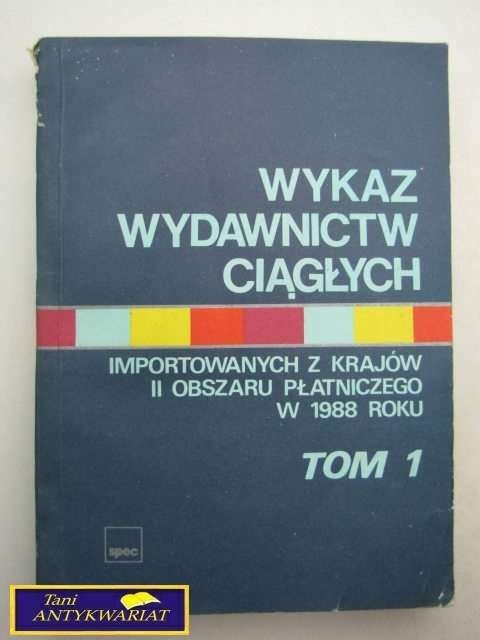 WYKAZ
WYDAWNICTW
CIĄGŁYCH
IMPORTOWANYCH Z KRAJÓW
II OBSZARU PŁATNICZEGO
W 1988 ROKU
TOM 1
spec
Tani
ANTYKWARIAT